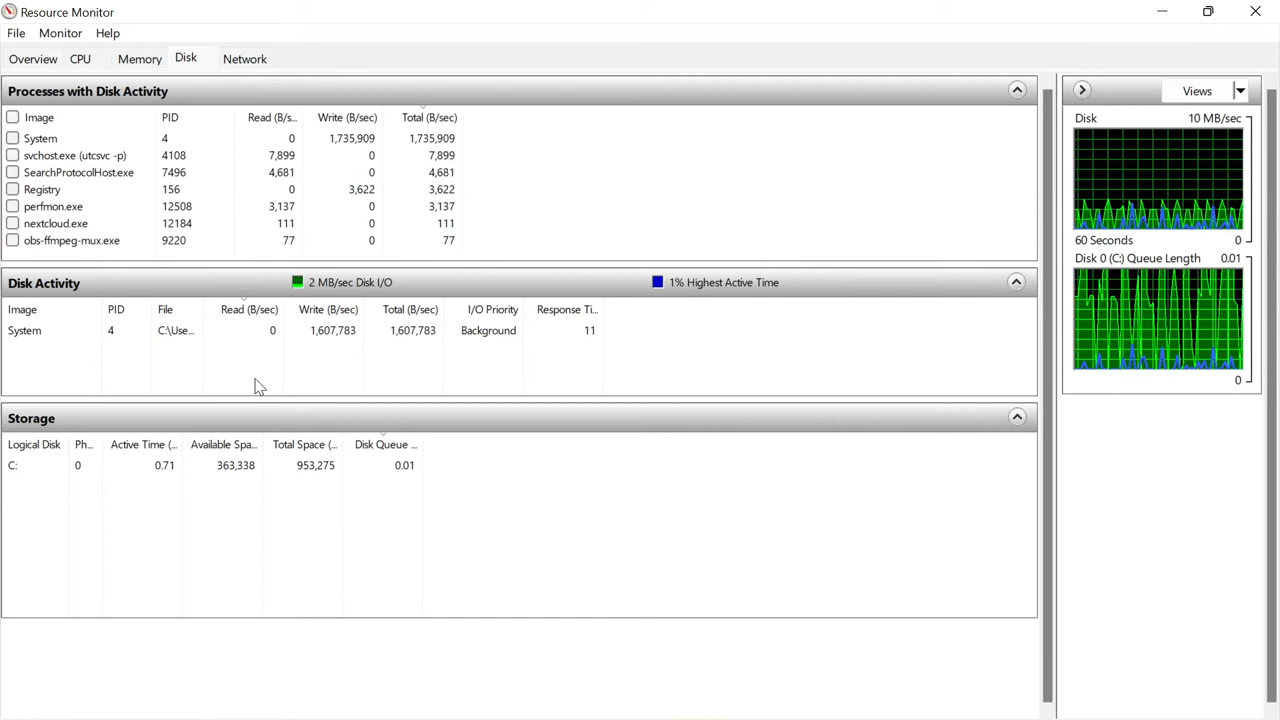 Resource Monitor
File Monitor Help
Overview CPU Memory Disk Network
Processes with Disk Activity
Image PID Read (B/s... Write (B/sec) Total (B/sec)
System 4 0 1,735,909 1,735,909
svchost.exe (utcsvc -p) 4108 7,899 0 7,899
SearchProtocolHost.exe 7496 4,681 0 4,681
Registry 156 0 3,622 3,622
perfmon.exe 12508 3,137 0 3,137
nextcloud.exe 12184 111 0 111
obs-ffmpeg-mux.exe 9220 77 0 77
Disk Activity 2 MB/sec Disk I/O 1% Highest Active Time
Image PID File Read (B/sec) Write (B/sec) Total (B/sec) I/O Priority Response Ti...
System 4 C:\Use... 0 1,607,783 1,607,783 Background 11
Storage
Logical Disk Ph... Active Time (... Available Spa... Total Space (... Disk Queue ...
C: 0 0.71 363,338 953,275 0.01
Views
Disk 10 MB/sec
60 Seconds 0
Disk 0 (C:) Queue Length 0.01
0